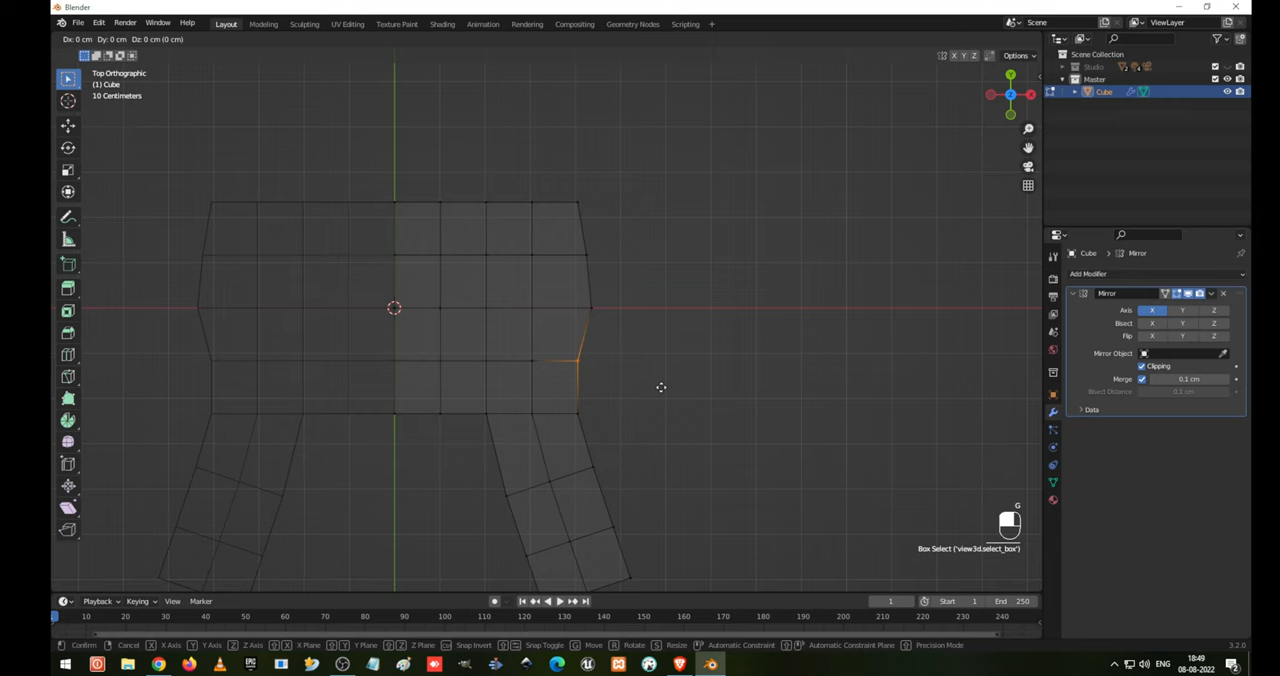 Blender
File Edit Render Window Help Layout Modeling Sculpting UV Editing Texture Paint Shading Animation Rendering Compositing Geometry Nodes Scripting + Scene ViewLayer
Dx: 0 cm Dy: 0 cm Dz: 0 cm (0 cm)
Scene Collection
X Y Z Options
Studio 2 4
Top Orthographic
(1) Cube
10 Centimeters
Master
Cube
Y
Z
X
Cube > Mirror
Add Modifier
Mirror
Axis X Y Z
Bisect X Y Z
Flip X Y Z
Mirror Object
Clipping
Merge 0.1 cm
Bisect Distance 0.1 cm
Data
G
Box Select ('view3d.select_box')
Playback Keying View Marker 1 Start 1 End 250
10 20 30 40 50 60 70 80 90 100 110 120 130 140 150 160 170 180 190 200 210 220 230 240
Confirm Cancel X X Axis Y Y Axis Z Z Axis X X Plane Y Y Plane Z Z Plane Snap Invert Snap Toggle G Move R Rotate S Resize Automatic Constraint Automatic Constraint Plane Precision Mode 3.2.0
EPIC ENG 18:49
08-08-2022 2